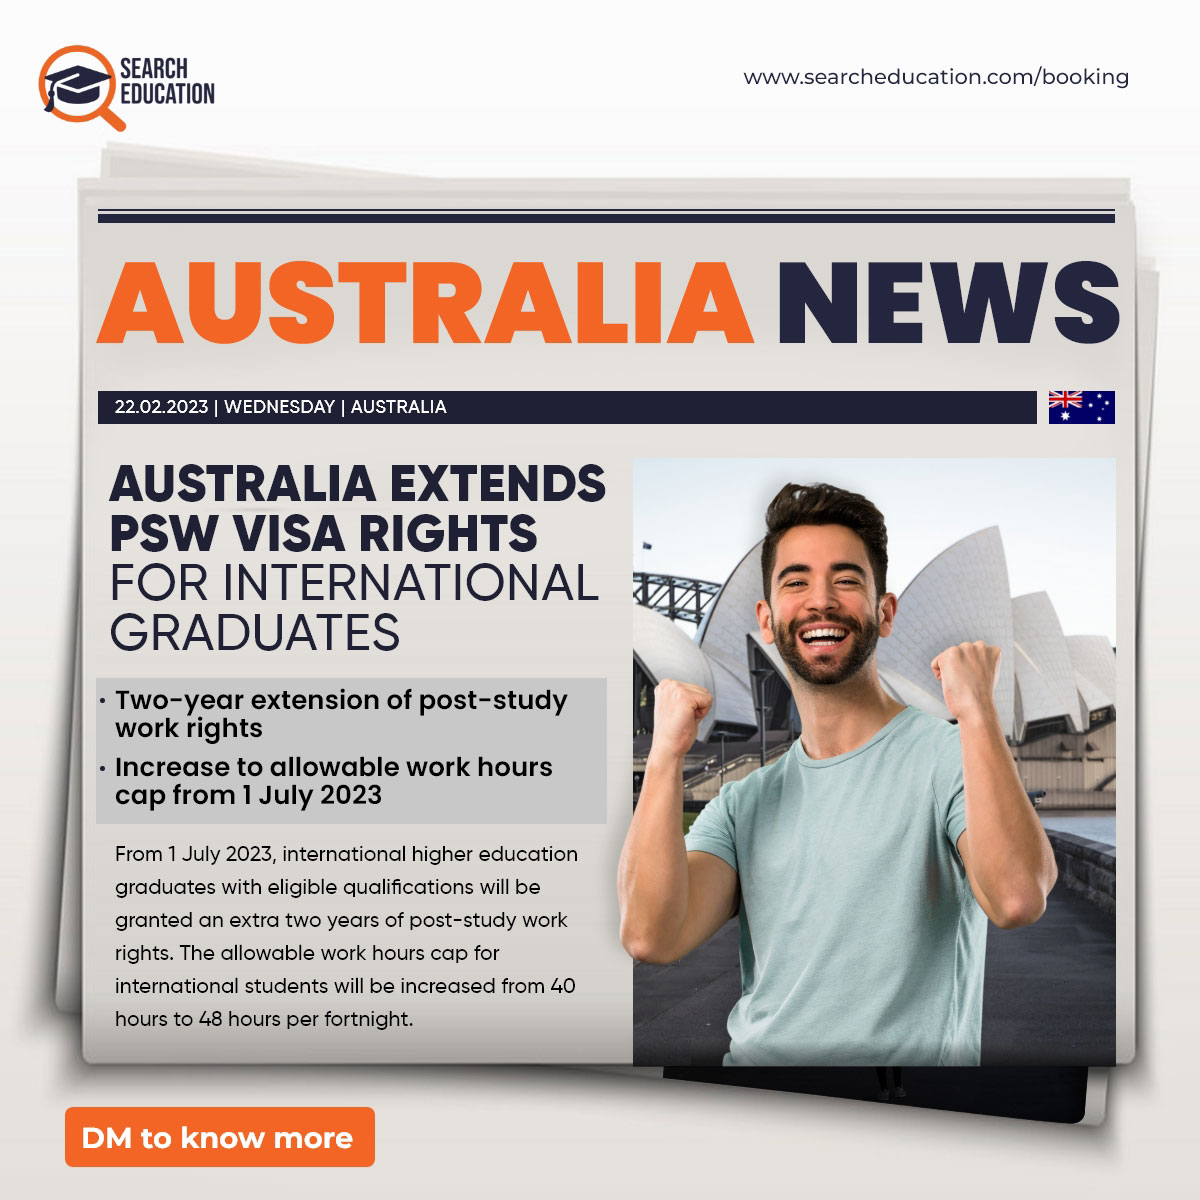 SEARCH
EDUCATION
www.searcheducation.com/booking
AUSTRALIA NEWS
22.02.2023 | WEDNESDAY | AUSTRALIA
AUSTRALIA EXTENDS
PSW VISA RIGHTS
FOR INTERNATIONAL
GRADUATES
· Two-year extension of post-study
work rights
· Increase to allowable work hours
cap from 1 July 2023
From 1 July 2023, international higher education
graduates with eligible qualifications will be
granted an extra two years of post-study work
rights. The allowable work hours cap for
international students will be increased from 40
hours to 48 hours per fortnight.
DM to know more